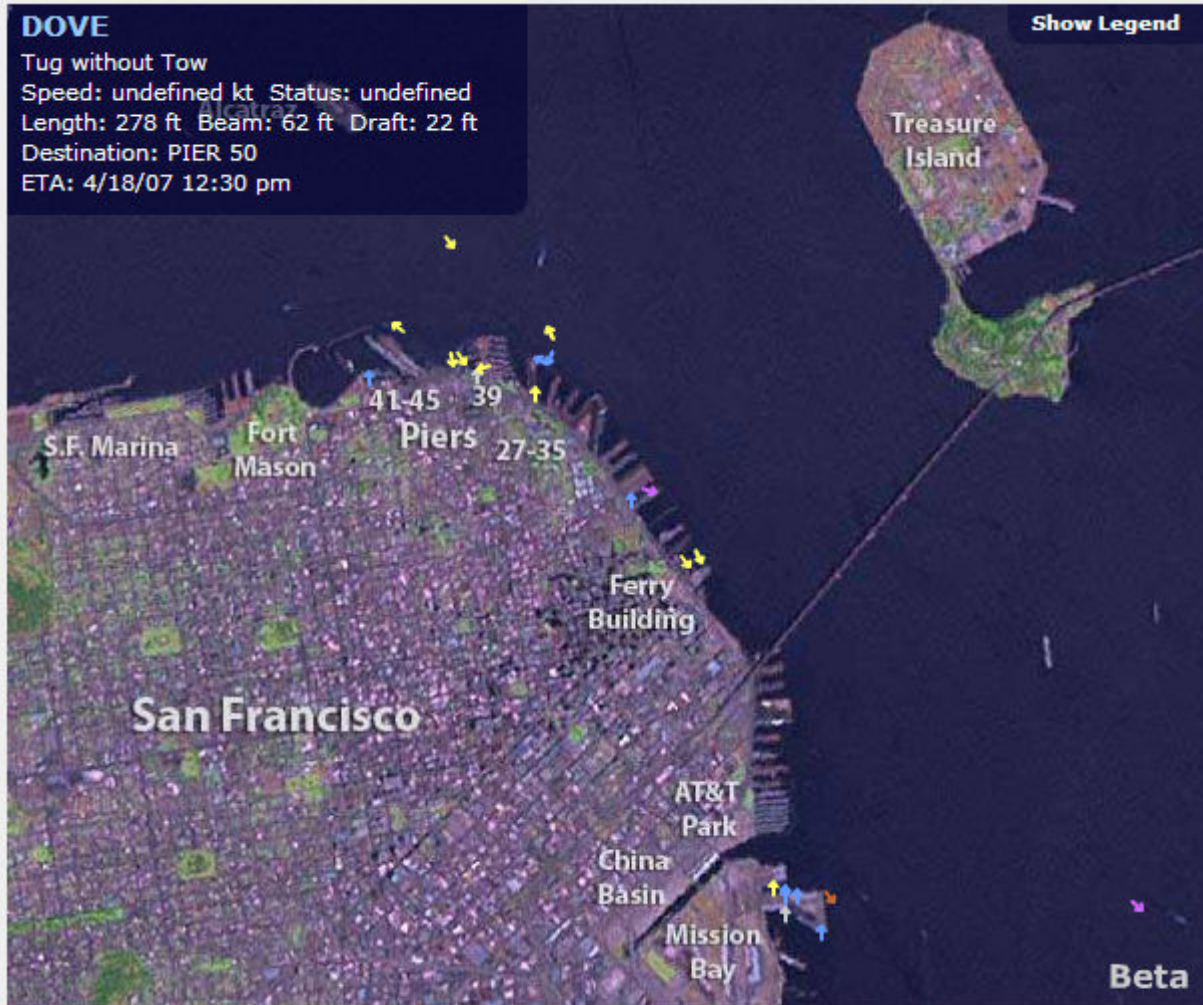 DOVE
Show Legend
Tug without Tow
Speed: undefined kt Status: undefined
Alcatraz
Length: 278 ft Beam: 62 ft Draft: 22 ft
Destination: PIER 50
ETA: 4/18/07 12:30 pm
Treasure
Island
41-45
39
Piers
27-35
S.F. Marina
Fort
Mason
Ferry
Building
San Francisco
AT&T
Park
China
Basin
Mission
Bay
Beta